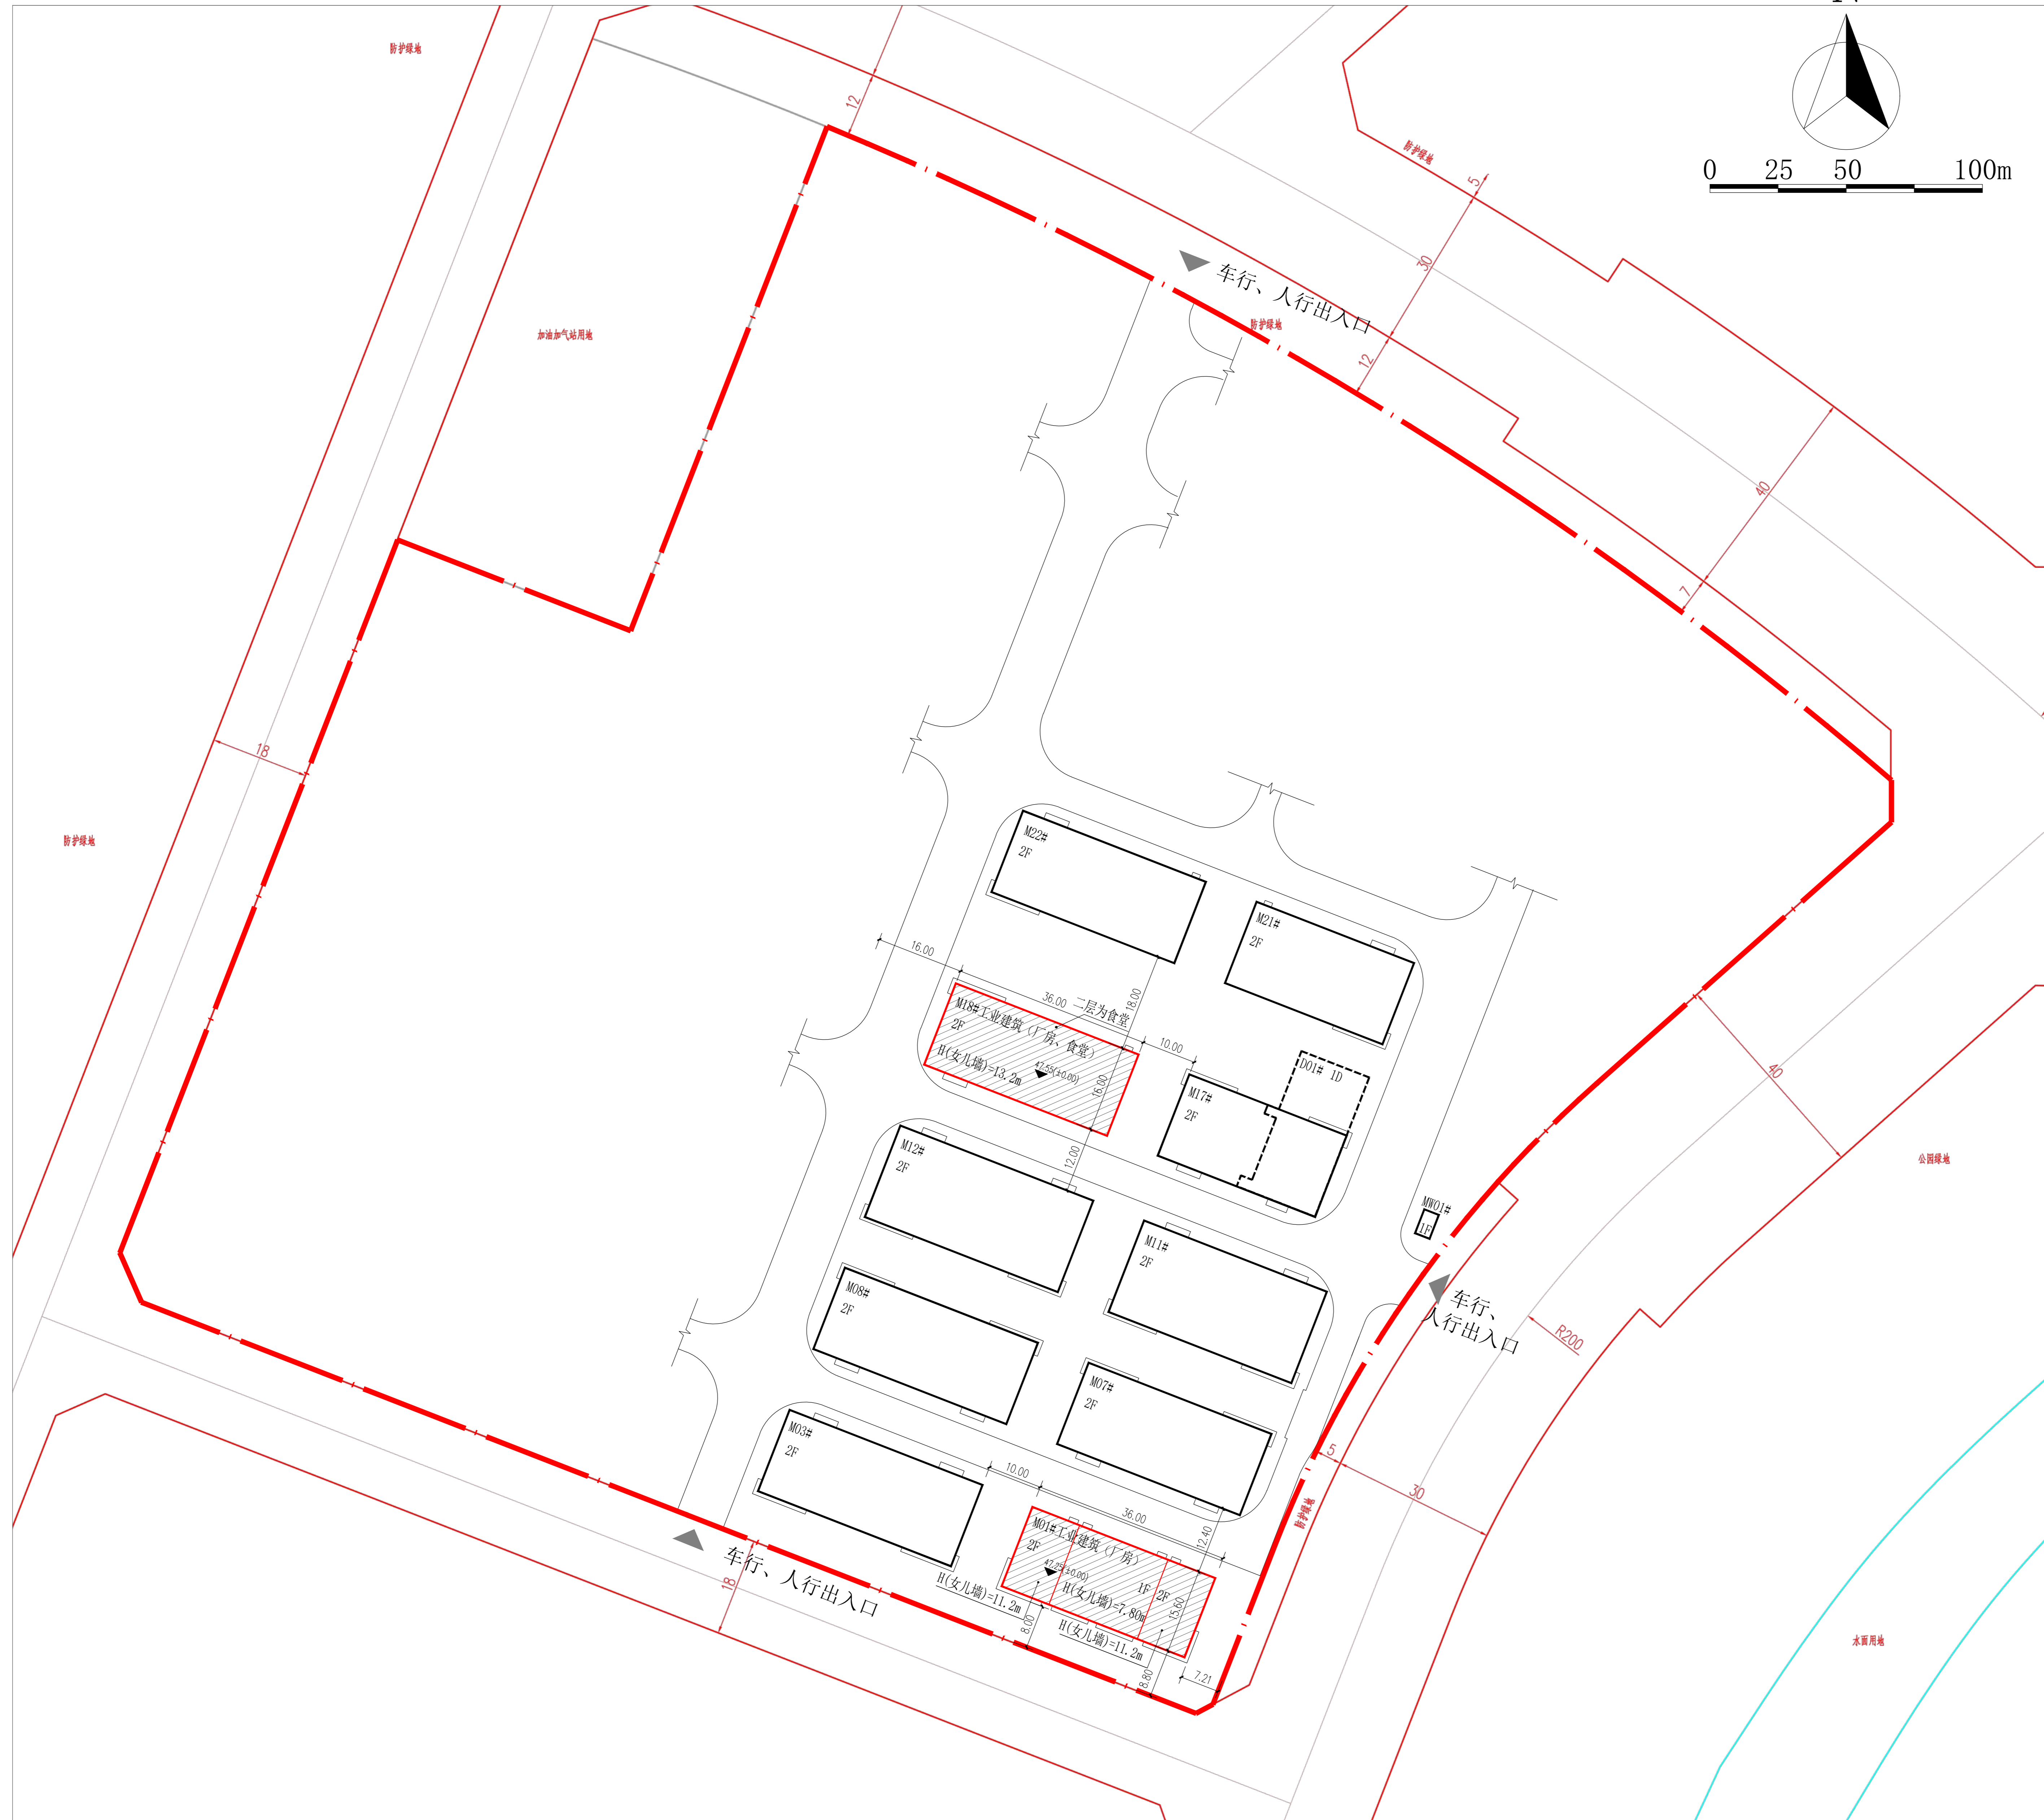 防护绿地
12
防护绿地
5
0 25 50 100m
30
车行、人行出入口
防护绿地
12
加油加气站用地
40
7
18
防护绿地
M22#
2F
M21#
2F
16.00
36.00
二层为食堂
18.00
M18#工业建筑（厂房、食堂）
2F
H(女儿墙)=13.2m
47.55(±0.00)
16.00
10.00
D01# 1D
M17#
2F
40
公园绿地
12.00
M12#
2F
MW01#
1F
M11#
2F
M08#
2F
车行、
人行出入口
R200
M07#
2F
M03#
2F
5
30
防护绿地
10.00
36.00
12.40
M01#工业建筑（厂房）
2F
47.25(±0.00)
1F 2F
H(女儿墙)=7.80m
15.60
H(女儿墙)=11.2m
8.00
H(女儿墙)=11.2m
车行、人行出入口
18
8.80
7.21
水面用地